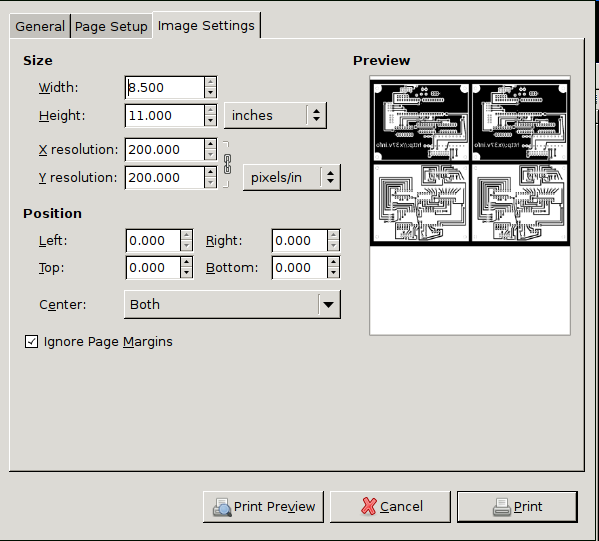 General Page Setup Image Settings
Size
Preview
Width: 8.500
Height: 11.000 inches
X resolution: 200.000
Y resolution: 200.000 pixels/in
Position
Left: 0.000 Right: 0.000
Top: 0.000 Bottom: 0.000
Center: Both
Ignore Page Margins
Print Preview Cancel Print